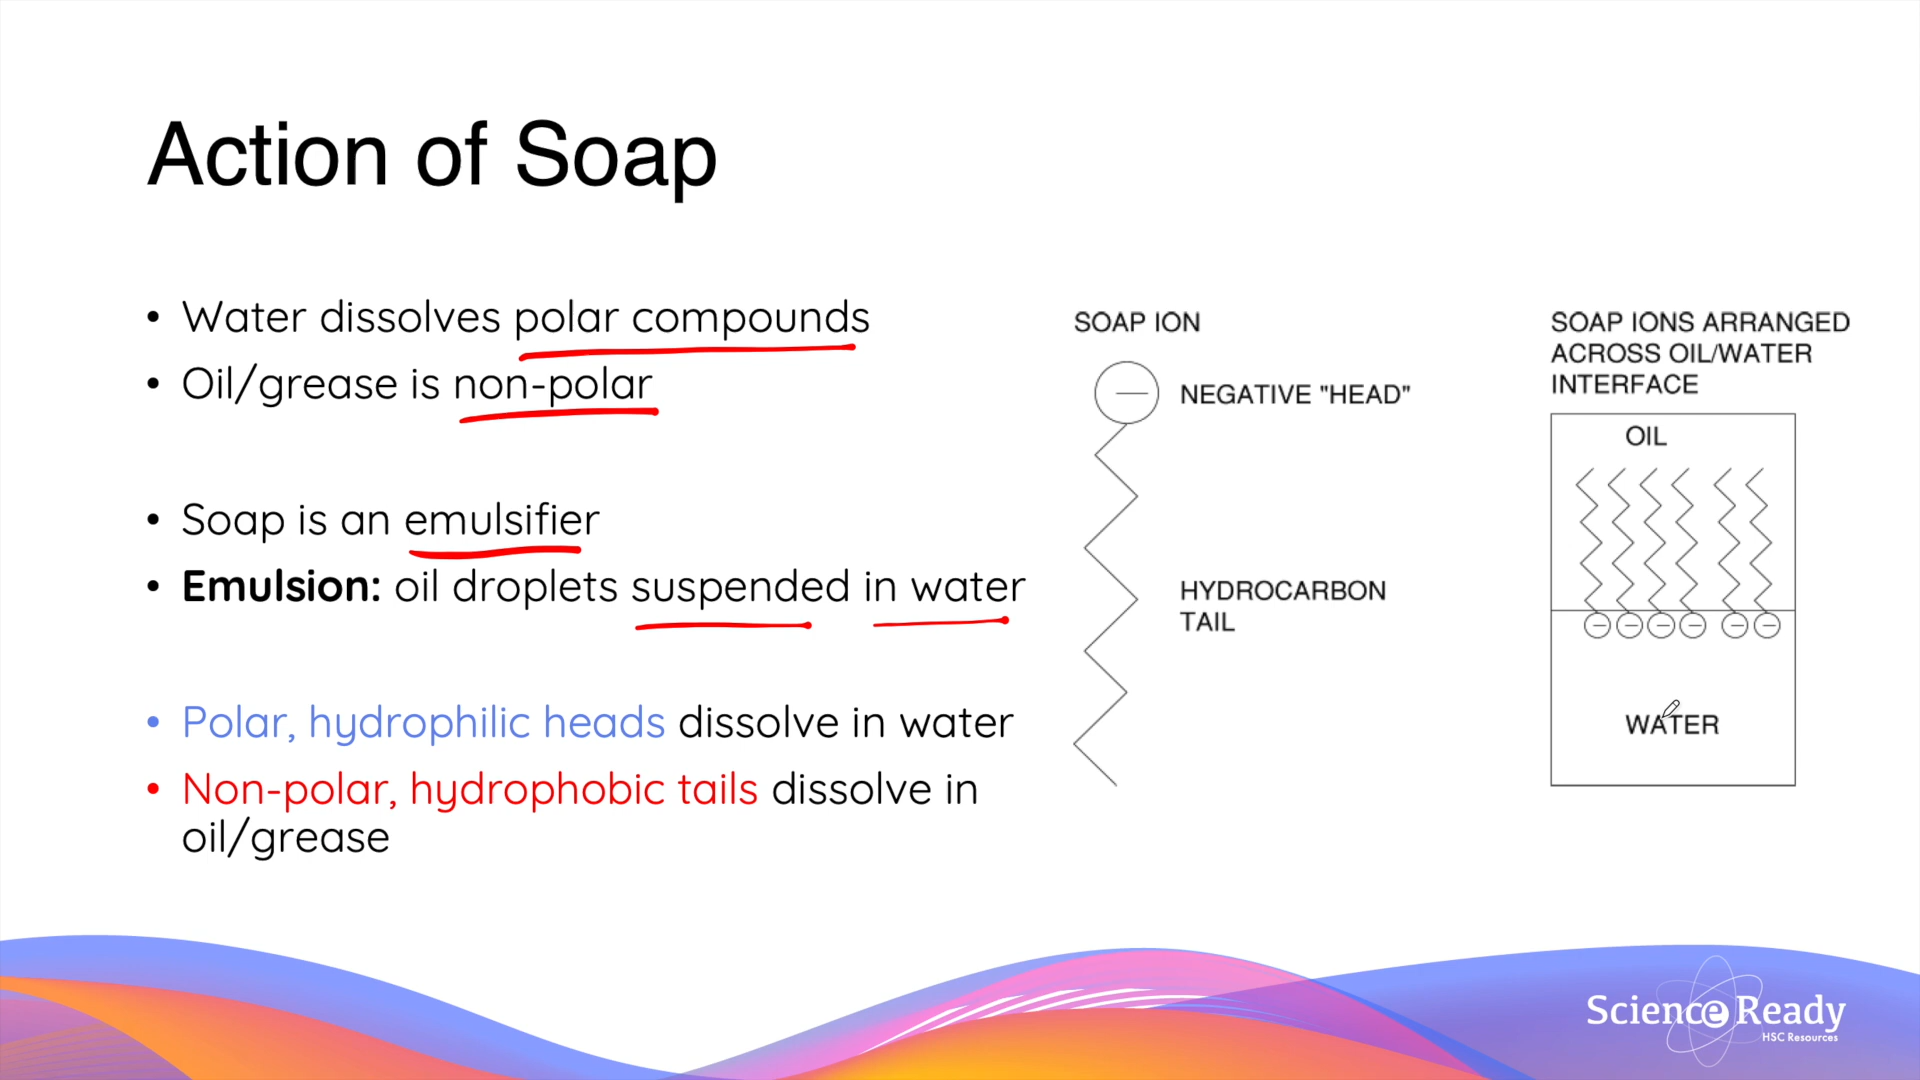 Action of Soap
• Water dissolves polar compounds
• Oil/grease is non-polar
• Soap is an emulsifier
• Emulsion: oil droplets suspended in water
• Polar, hydrophilic heads dissolve in water
• Non-polar, hydrophobic tails dissolve in
oil/grease
SOAP ION
NEGATIVE "HEAD"
HYDROCARBON
TAIL
SOAP IONS ARRANGED
ACROSS OIL/WATER
INTERFACE
OIL
WATER
Science Ready
HSC Resources